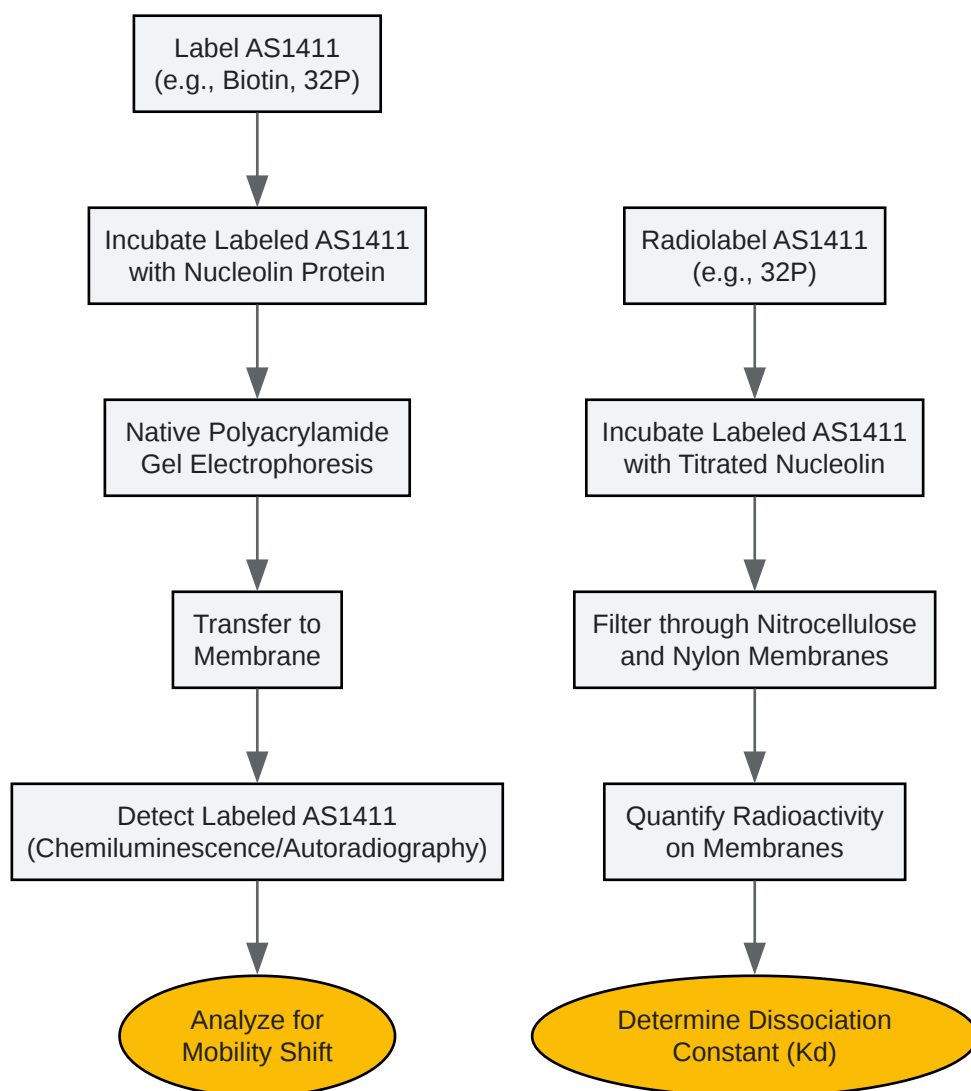 Label AS1411
(e.g., Biotin, 32P)
Incubate Labeled AS1411
with Nucleolin Protein
Native Polyacrylamide
Gel Electrophoresis
Transfer to
Membrane
Detect Labeled AS1411
(Chemiluminescence/Autoradiography)
Analyze for
Mobility Shift
Radiolabel AS1411
(e.g., 32P)
Incubate Labeled AS1411
with Titrated Nucleolin
Filter through Nitrocellulose
and Nylon Membranes
Quantify Radioactivity
on Membranes
Determine Dissociation
Constant (Kd)